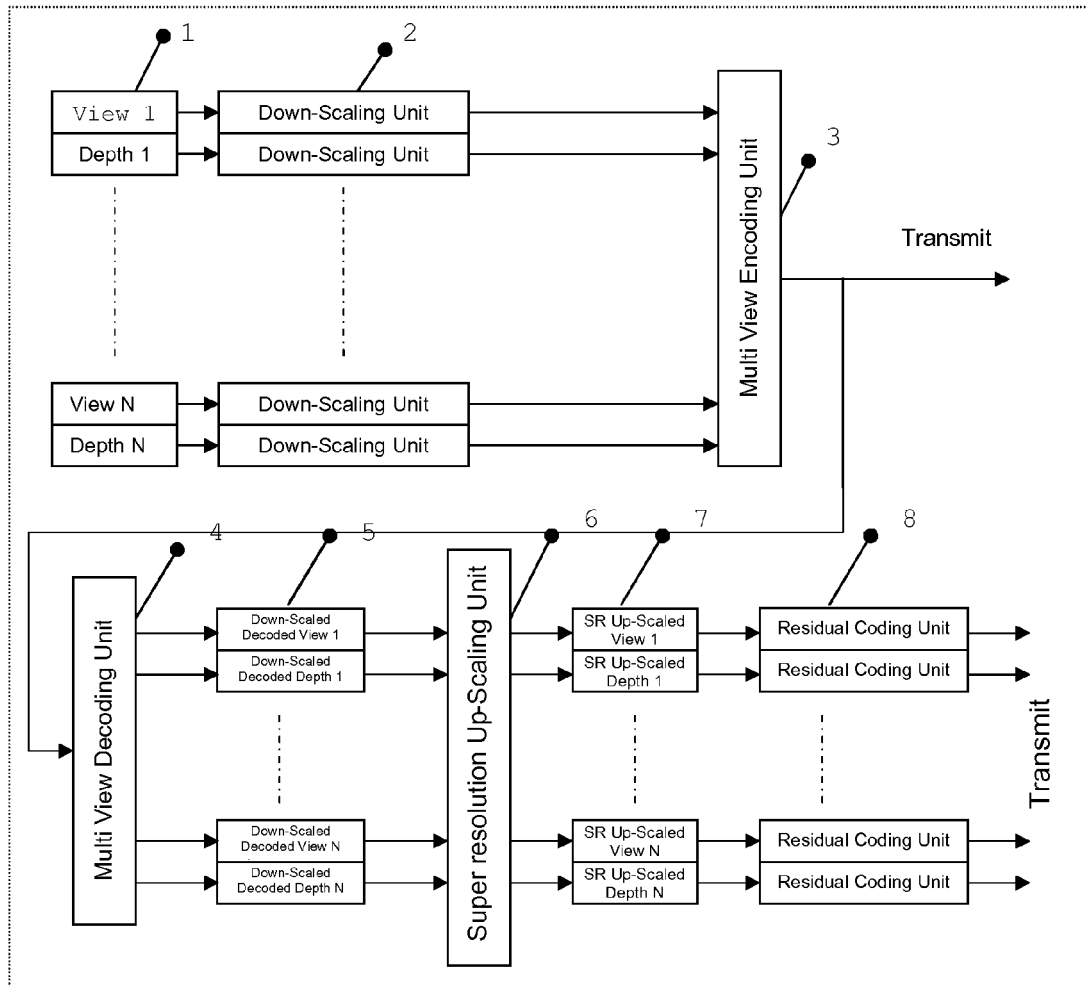 1
2
View 1
Down-Scaling Unit
Depth 1
Down-Scaling Unit
3
Multi View Encoding Unit
Transmit
View N
Down-Scaling Unit
Depth N
Down-Scaling Unit
4
5
6
7
8
Multi View Decoding Unit
Down-Scaled
Decoded View 1
Down-Scaled
Decoded Depth 1
Super resolution Up-Scaling Unit
SR Up-Scaled
View 1
SR Up-Scaled
Depth 1
Residual Coding Unit
Residual Coding Unit
Transmit
Down-Scaled
Decoded View N
Down-Scaled
Decoded Depth N
SR Up-Scaled
View N
SR Up-Scaled
Depth N
Residual Coding Unit
Residual Coding Unit